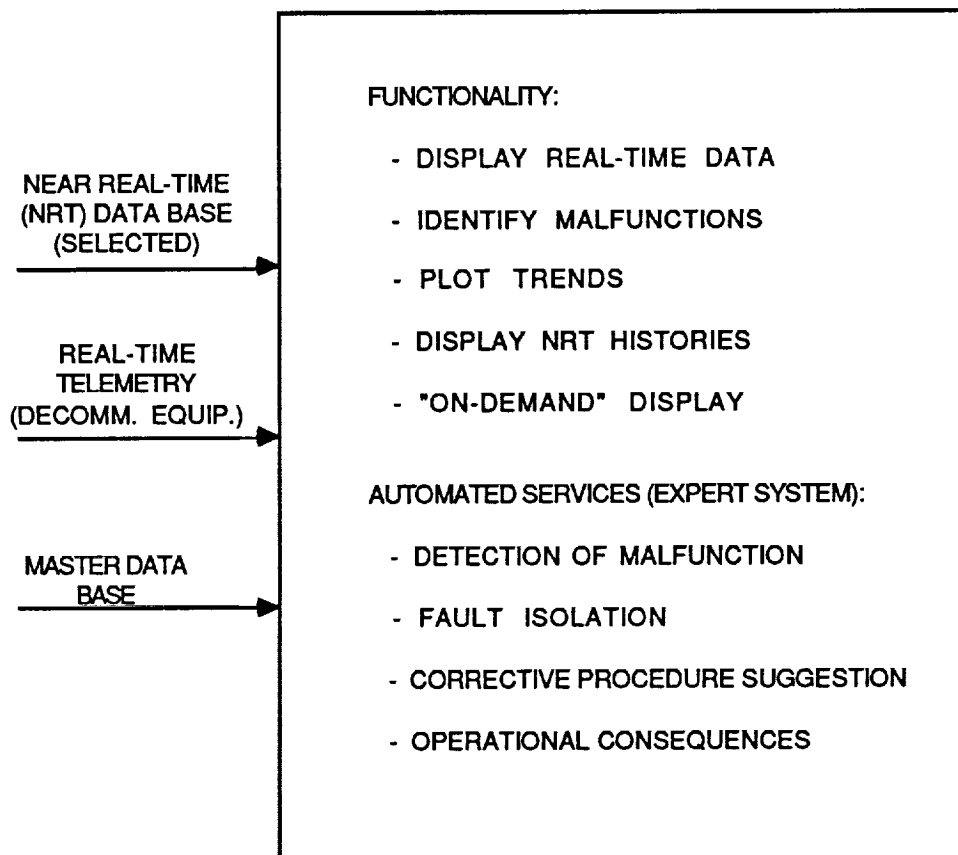 NEAR REAL-TIME
(NRT) DATA BASE
(SELECTED)
REAL-TIME
TELEMETRY
(DECOMM. EQUIP.)
MASTER DATA
BASE
FUNCTIONALITY:
- DISPLAY REAL-TIME DATA
- IDENTIFY MALFUNCTIONS
- PLOT TRENDS
- DISPLAY NRT HISTORIES
- "ON-DEMAND" DISPLAY
AUTOMATED SERVICES (EXPERT SYSTEM):
- DETECTION OF MALFUNCTION
- FAULT ISOLATION
- CORRECTIVE PROCEDURE SUGGESTION
- OPERATIONAL CONSEQUENCES